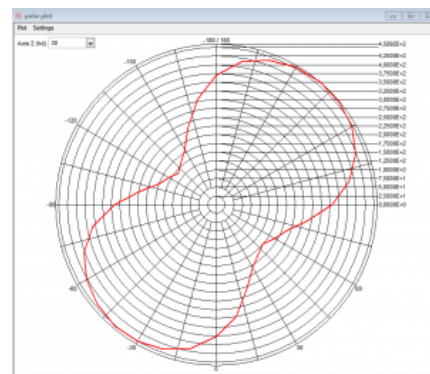 polar plot
Plot Settings
Axis 2 (Int) 38
-180 / 180
4,5092E+2
4,2500E+2
4,0000E+2
3,7500E+2
3,5000E+2
3,2500E+2
3,0000E+2
2,7500E+2
2,5000E+2
2,2500E+2
2,0000E+2
1,7500E+2
1,5000E+2
1,2500E+2
1,0000E+2
7,5000E+1
5,0000E+1
2,5000E+1
0,0000E+0
-150
-120
-90
-60
-30
0
30
60